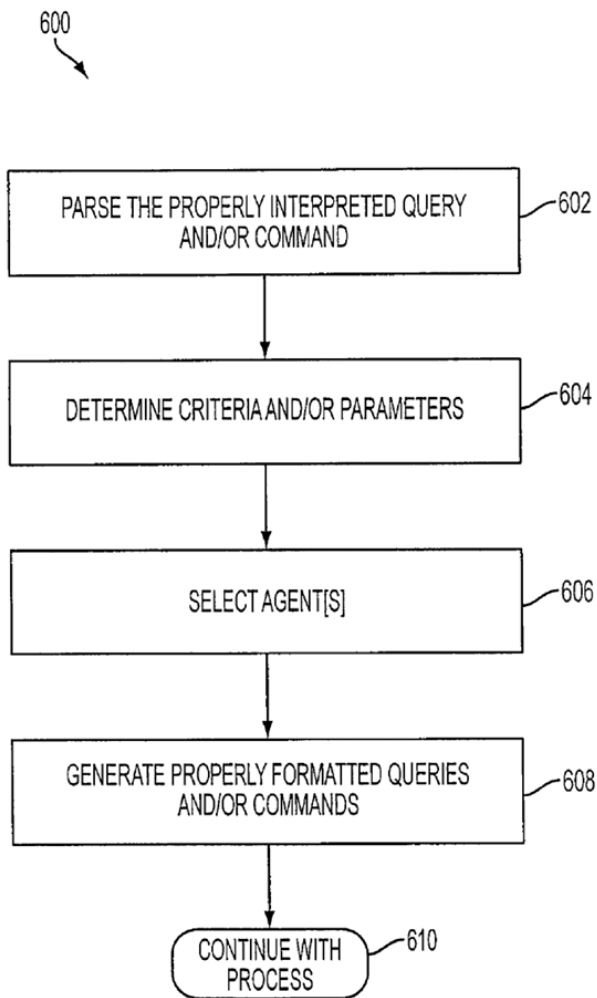 600
PARSE THE PROPERLY INTERPRETED QUERY
AND/OR COMMAND
602
DETERMINE CRITERIA AND/OR PARAMETERS
604
SELECT AGENT[S]
606
GENERATE PROPERLY FORMATTED QUERIES
AND/OR COMMANDS
608
CONTINUE WITH
PROCESS
610